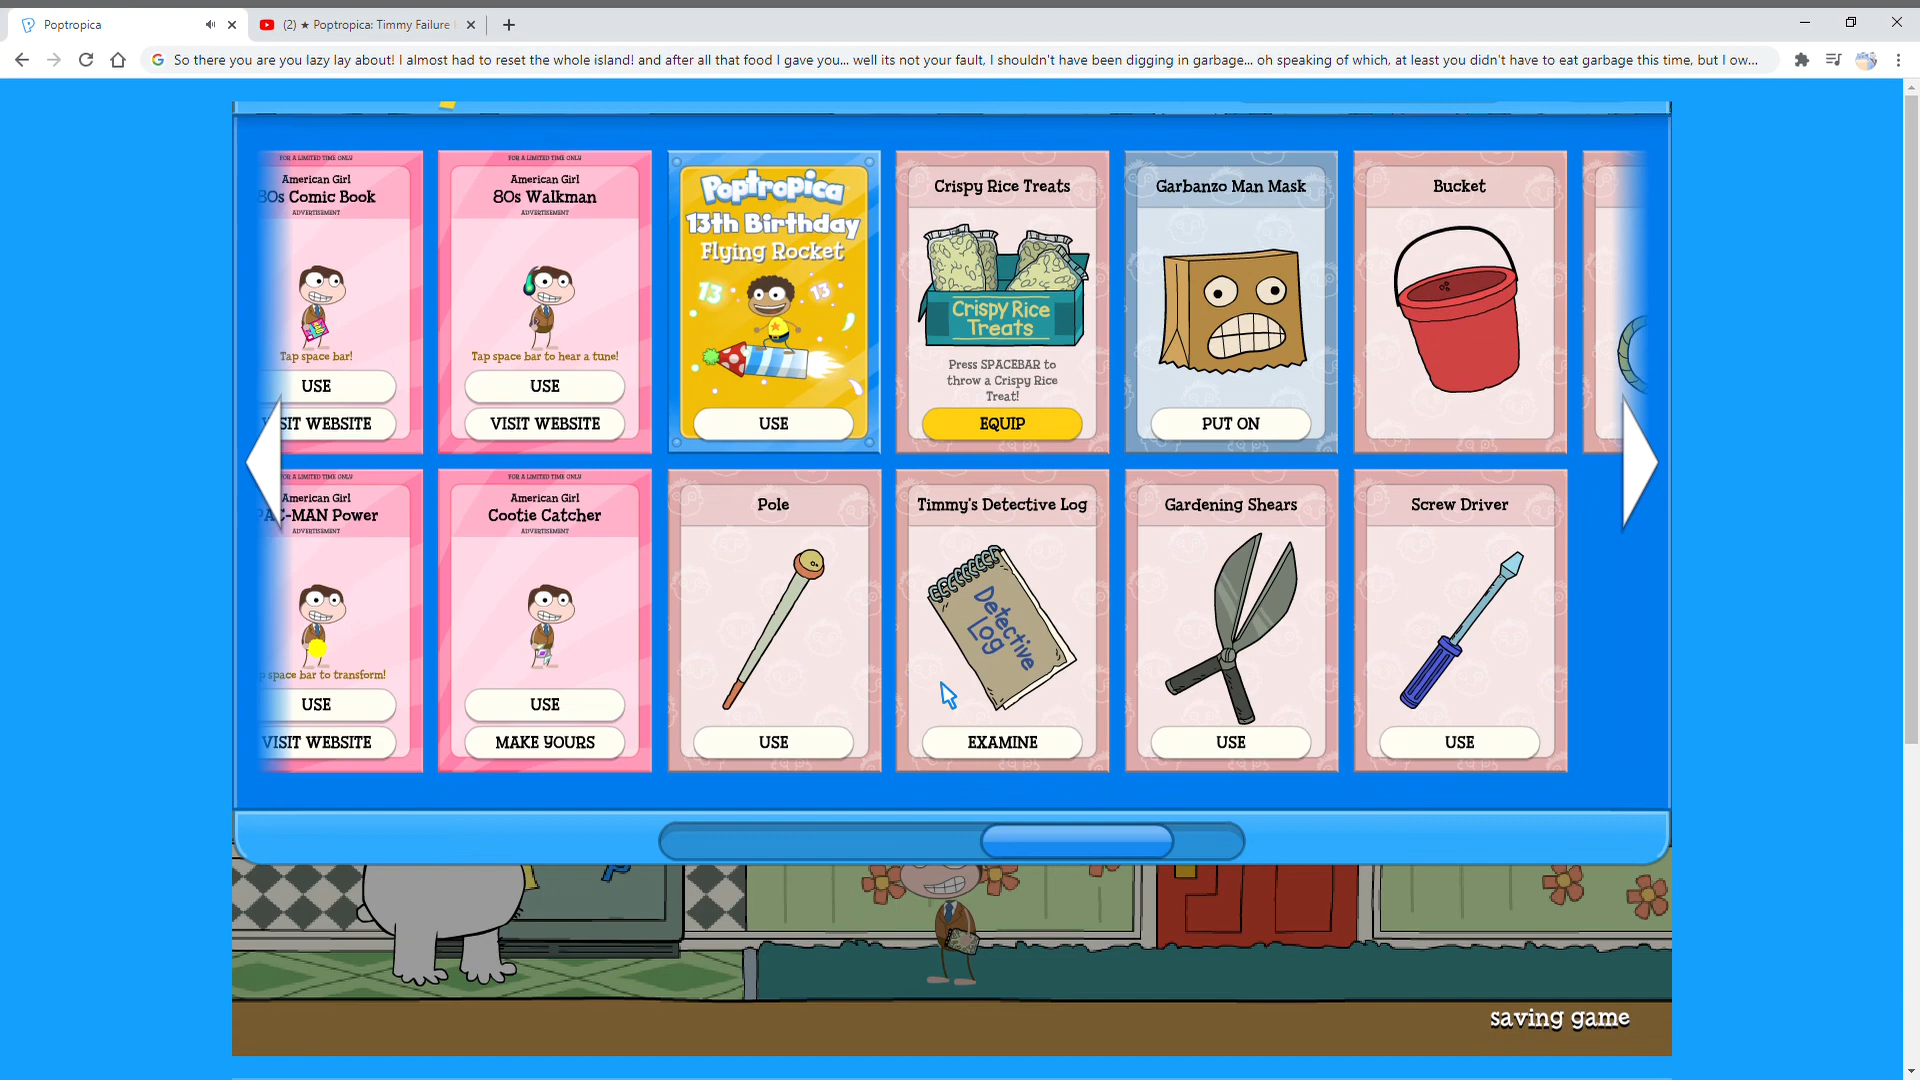 Poptropica
(2) ★ Poptropica: Timmy Failure
So there you are you lazy lay about! I almost had to reset the whole island! and after all that food I gave you... well its not your fault, I shouldn't have been digging in garbage... oh speaking of which, at least you didn't have to eat garbage this time, but I ow...
FOR A LIMITED TIME ONLY
American Girl
80s Comic Book
ADVERTISEMENT
Tap space bar!
USE
SIT WEBSITE
FOR A LIMITED TIME ONLY
American Girl
80s Walkman
ADVERTISEMENT
Tap space bar to hear a tune!
USE
VISIT WEBSITE
Poptropica
13th Birthday
Flying Rocket
13
13
USE
Crispy Rice Treats
Crispy Rice
Treats
Press SPACEBAR to
throw a Crispy Rice
Treat!
EQUIP
Garbanzo Man Mask
PUT ON
Bucket
FOR A LIMITED TIME ONLY
American Girl
PAC-MAN Power
ADVERTISEMENT
p space bar to transform!
USE
VISIT WEBSITE
FOR A LIMITED TIME ONLY
American Girl
Cootie Catcher
ADVERTISEMENT
USE
MAKE YOURS
Pole
USE
Timmy's Detective Log
Detective
Log
EXAMINE
Gardening Shears
USE
Screw Driver
USE
saving game